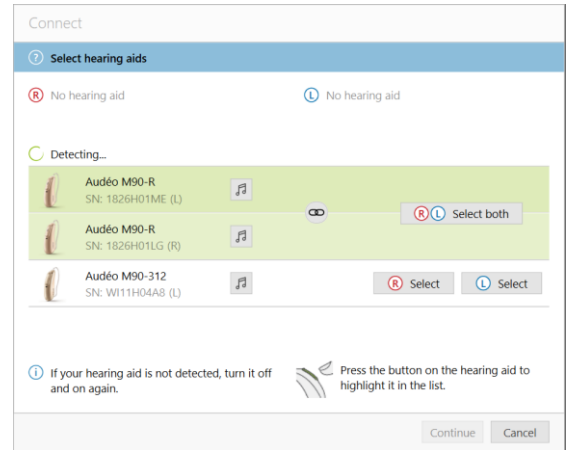 Connect
? Select hearing aids
R No hearing aid
L No hearing aid
Detecting...
Audéo M90-R
SN: 1826H01ME (L)
R L Select both
Audéo M90-R
SN: 1826H01LG (R)
Audéo M90-312
SN: WI11H04A8 (L)
R Select
L Select
i If your hearing aid is not detected, turn it off
and on again.
Press the button on the hearing aid to
highlight it in the list.
Continue
Cancel